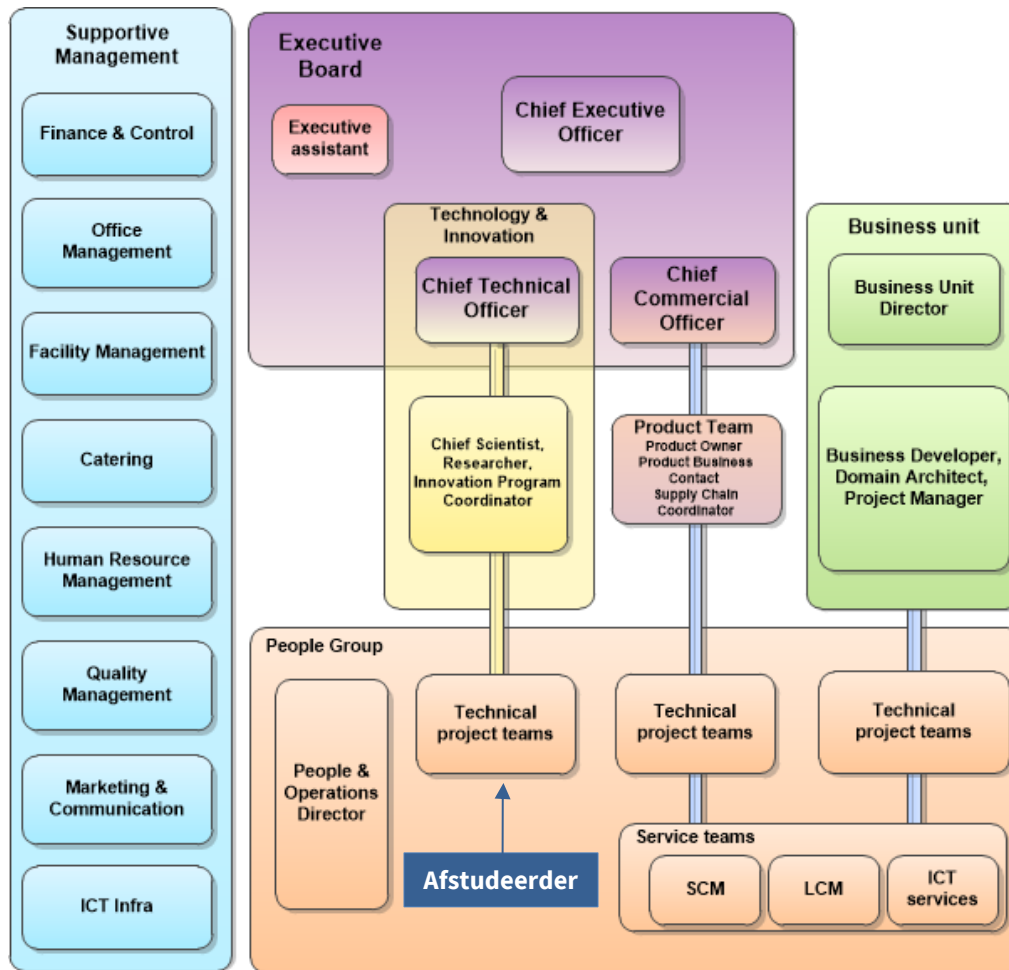 Supportive
Management
Finance & Control
Office
Management
Facility Management
Catering
Human Resource
Management
Quality
Management
Marketing &
Communication
ICT Infra
Executive
Board
Executive
assistant
Chief Executive
Officer
Technology &
Innovation
Chief Technical
Officer
Chief
Commercial
Officer
Chief Scientist,
Researcher,
Innovation Program
Coordinator
Product Team
Product Owner
Product Business
Contact
Supply Chain
Coordinator
Business unit
Business Unit
Director
Business Developer,
Domain Architect,
Project Manager
People Group
People &
Operations
Director
Technical
project teams
Technical
project teams
Technical
project teams
Afstudeerder
Service teams
SCM
LCM
ICT
services